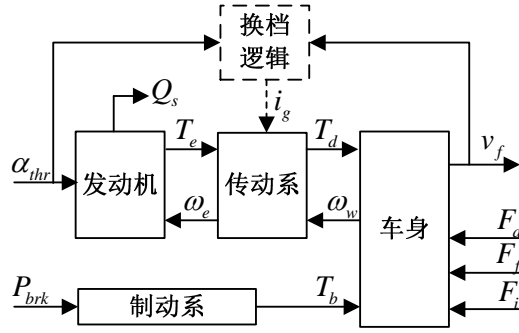 换档
逻辑
Q_s
i_g
T_e
T_d
v_f
α_thr
发动机
传动系
ω_e
ω_w
车身
F_d
F_f
F_i
P_brk
制动系
T_b